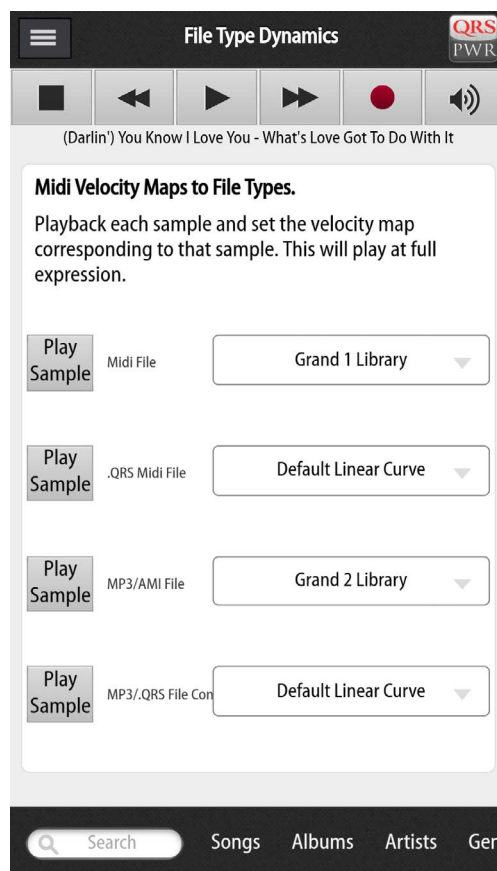 File Type Dynamics
QRS
PWR
(Darlin') You Know I Love You - What's Love Got To Do With It
Midi Velocity Maps to File Types.
Playback each sample and set the velocity map
corresponding to that sample. This will play at full
expression.
Play
Sample
Midi File
Grand 1 Library
Play
Sample
.QRS Midi File
Default Linear Curve
Play
Sample
MP3/AMI File
Grand 2 Library
Play
Sample
MP3/.QRS File Con
Default Linear Curve
Search
Songs Albums Artists Ger